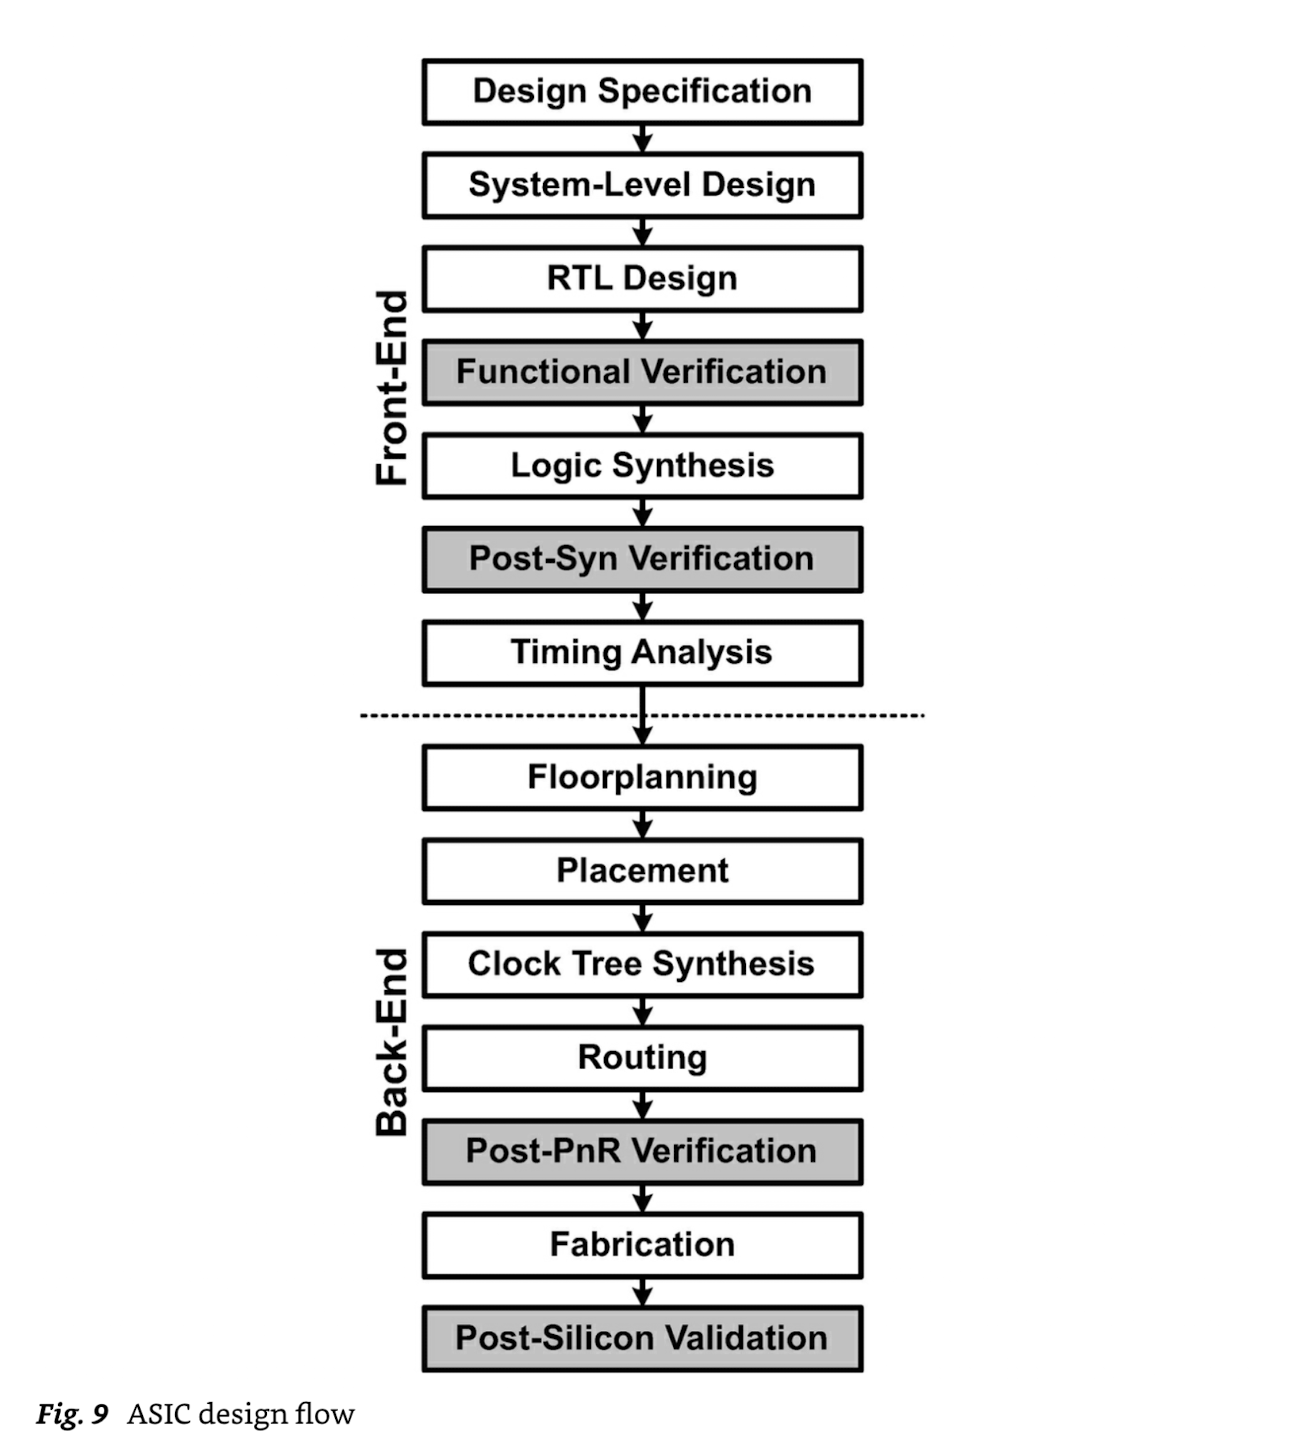 Design Specification
System-Level Design
RTL Design
Functional Verification
Logic Synthesis
Post-Syn Verification
Timing Analysis
Front-End
Floorplanning
Placement
Clock Tree Synthesis
Routing
Post-PnR Verification
Fabrication
Post-Silicon Validation
Back-End
Fig. 9 ASIC design flow